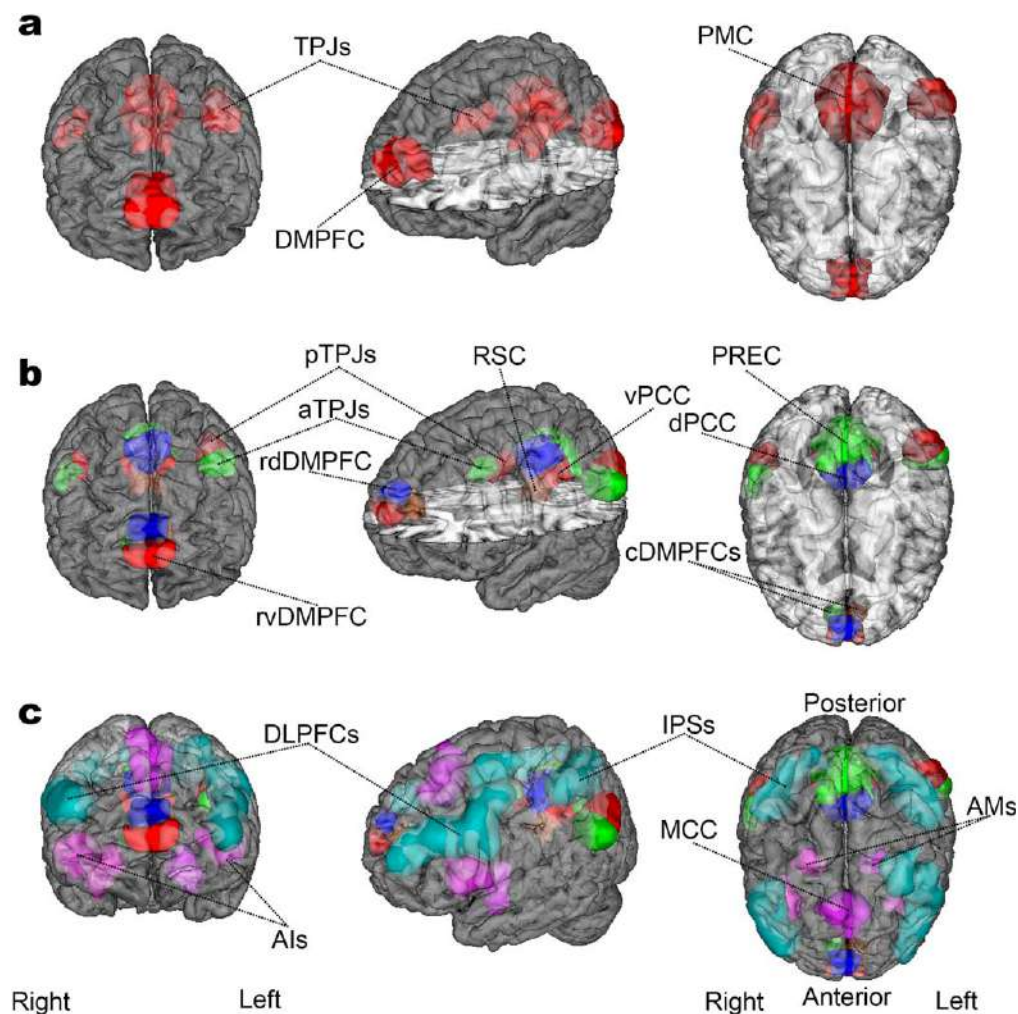 a
TPJs
PMC
DMPFC
b
pTPJs
RSC
PREC
aTPJs
vPCC
dPCC
rdDMPFC
cDMPFCs
rvDMPFC
c
Posterior
DLPFCs
IPSs
AMs
MCC
AIs
Right
Left
Right
Anterior
Left